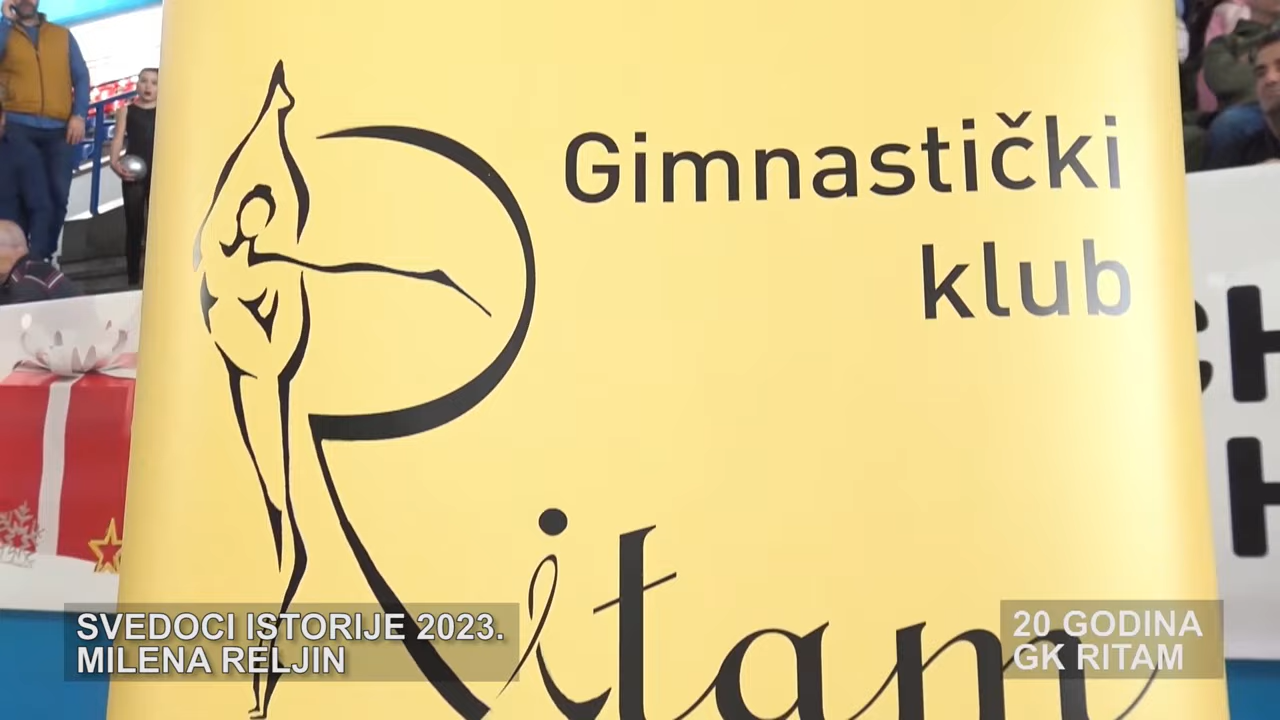 Gimnastički
klub
Ritam
SVEDOCI ISTORIJE 2023.
MILENA RELJIN
20 GODINA
GK RITAM